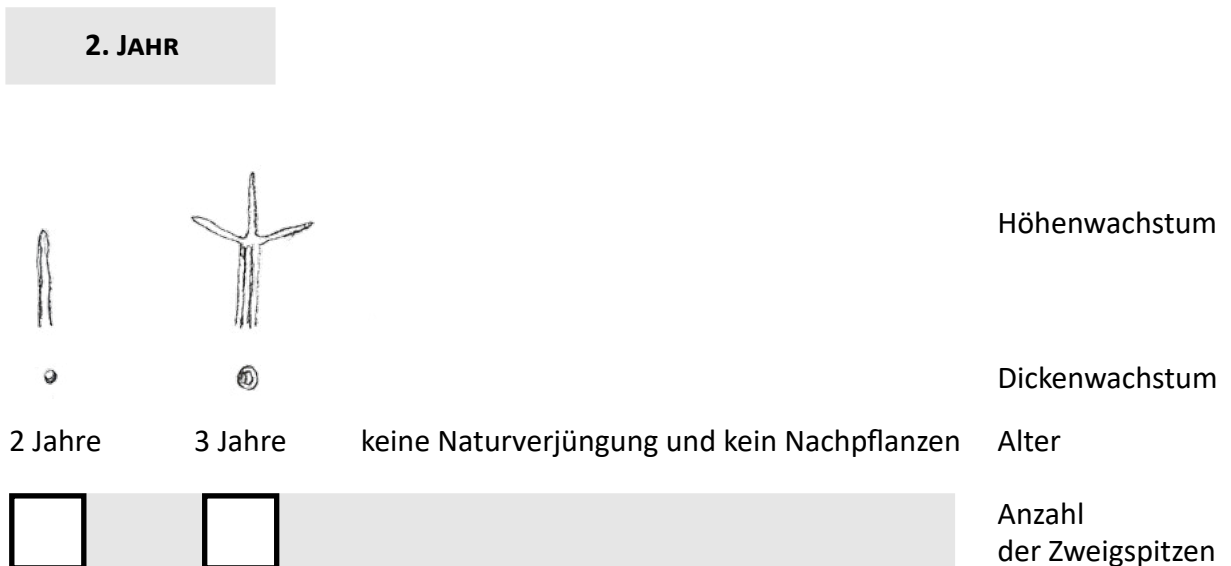 2. Jahr
Höhenwachstum
Dickenwachstum
2 Jahre 3 Jahre keine Naturverjüngung und kein Nachpflanzen Alter
Anzahl
der Zweigspitzen